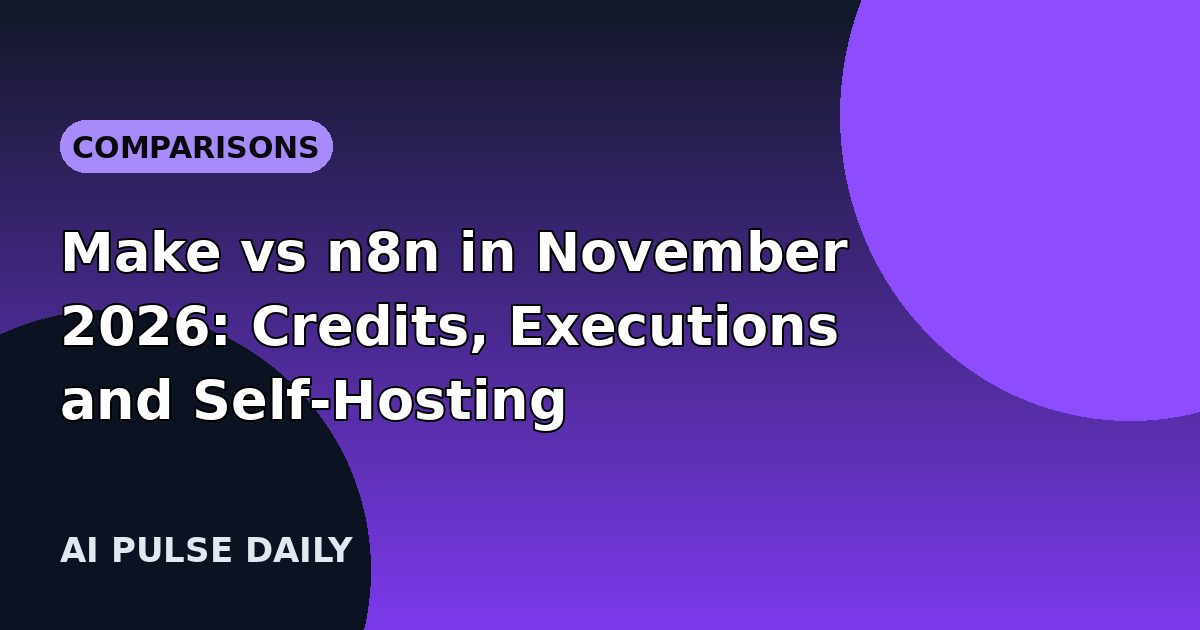 COMPARISONS
Make vs n8n in November
2026: Credits, Executions
and Self-Hosting
AI PULSE DAILY